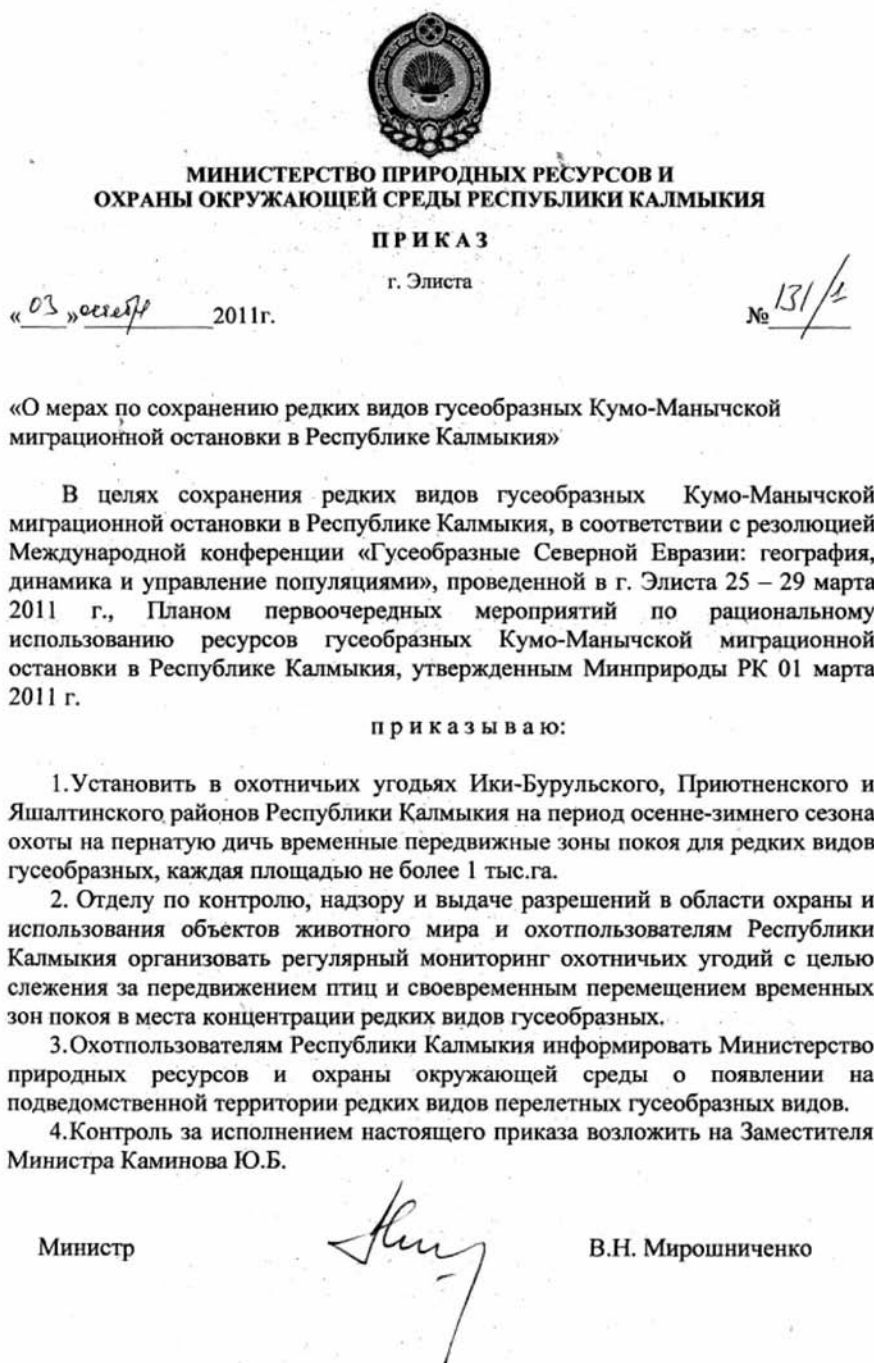 МИНИСТЕРСТВО ПРИРОДНЫХ РЕСУРСОВ И
ОХРАНЫ ОКРУЖАЮЩЕЙ СРЕДЫ РЕСПУБЛИКИ КАЛМЫКИЯ
П Р И К А З
г. Элиста
«03» октября 2011г. № 131/1
«О мерах по сохранению редких видов гусеобразных Кумо-Манычской
миграционной остановки в Республике Калмыкия»
В целях сохранения редких видов гусеобразных Кумо-Манычской
миграционной остановки в Республике Калмыкия, в соответствии с резолюцией
Международной конференции «Гусеобразные Северной Евразии: география,
динамика и управление популяциями», проведенной в г. Элиста 25 – 29 марта
2011 г., Планом первоочередных мероприятий по рациональному
использованию ресурсов гусеобразных Кумо-Манычской миграционной
остановки в Республике Калмыкия, утвержденным Минприроды РК 01 марта
2011 г.
п р и к а з ы в а ю:
1.Установить в охотничьих угодьях Ики-Бурульского, Приютненского и
Яшалтинского районов Республики Калмыкия на период осенне-зимнего сезона
охоты на пернатую дичь временные передвижные зоны покоя для редких видов
гусеобразных, каждая площадью не более 1 тыс.га.
2. Отделу по контролю, надзору и выдаче разрешений в области охраны и
использования объектов животного мира и охотпользователям Республики
Калмыкия организовать регулярный мониторинг охотничьих угодий с целью
слежения за передвижением птиц и своевременным перемещением временных
зон покоя в места концентрации редких видов гусеобразных.
3.Охотпользователям Республики Калмыкия информировать Министерство
природных ресурсов и охраны окружающей среды о появлении на
подведомственной территории редких видов перелетных гусеобразных видов.
4.Контроль за исполнением настоящего приказа возложить на Заместителя
Министра Каминова Ю.Б.
Министр В.Н. Мирошниченко